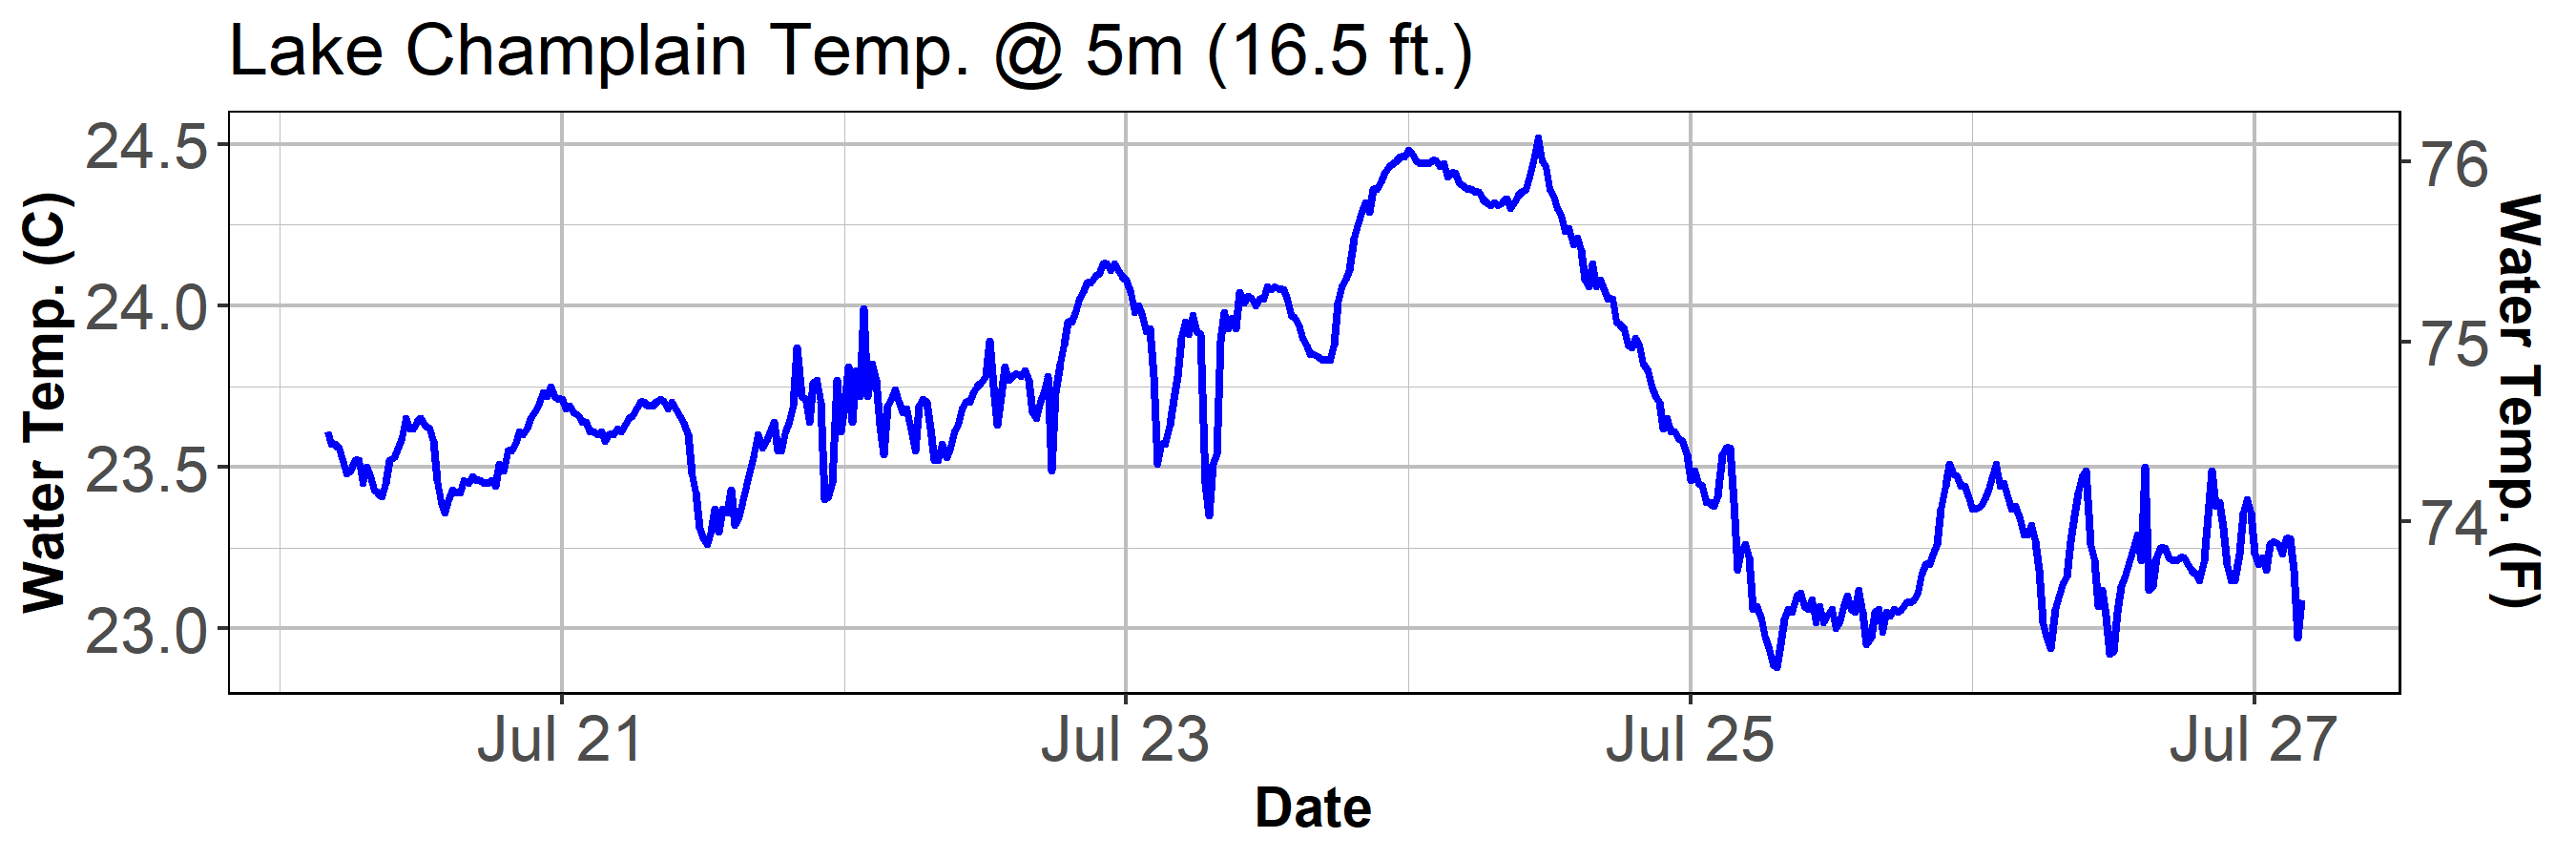 Lake Champlain Temp. @ 5m (16.5 ft.)
Water Temp. (C)
24.5
24.0
23.5
23.0
76
75
74
Water Temp. (F)
Jul 21 Jul 23 Jul 25 Jul 27
Date